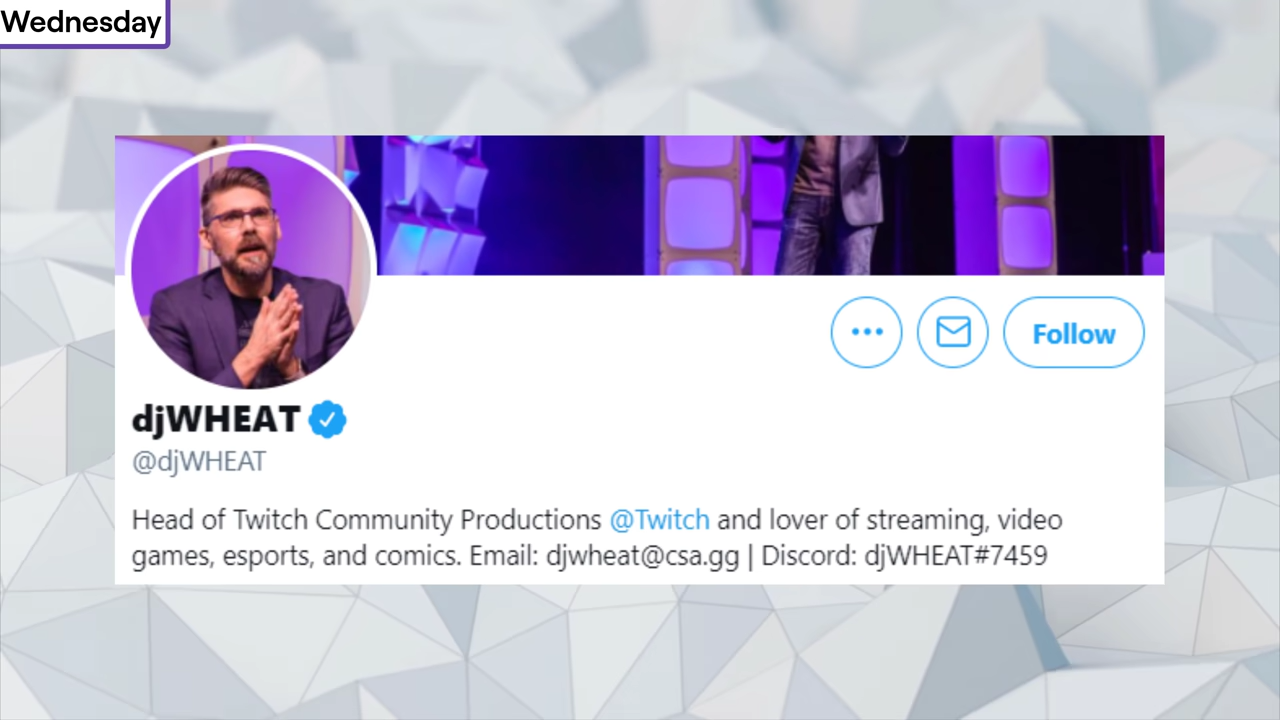 Wednesday
Follow
djWHEAT
@djWHEAT
Head of Twitch Community Productions @Twitch and lover of streaming, video
games, esports, and comics. Email: djwheat@csa.gg | Discord: djWHEAT#7459